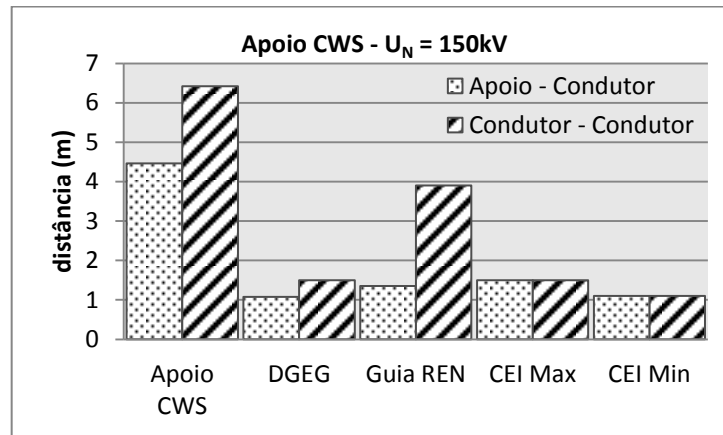 Apoio CWS - U_N = 150kV
Apoio - Condutor
Condutor - Condutor
distância (m)
7
6
5
4
3
2
1
0
Apoio CWS
DGEG
Guia REN
CEI Max
CEI Min